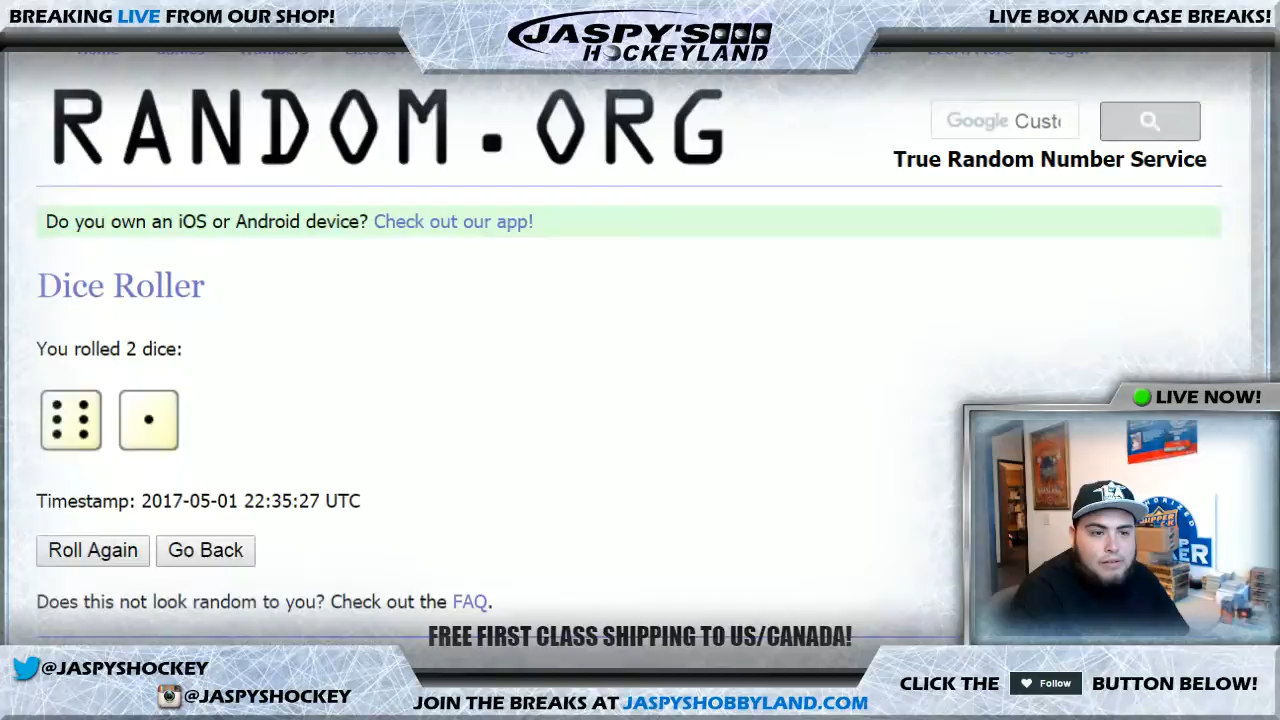 BREAKING LIVE FROM OUR SHOP!
JASPY'S
HOCKEYLAND
LIVE BOX AND CASE BREAKS!
RANDOM.ORG
Google Custo
True Random Number Service
Do you own an iOS or Android device? Check out our app!
Dice Roller
You rolled 2 dice:
Timestamp: 2017-05-01 22:35:27 UTC
Roll Again
Go Back
Does this not look random to you? Check out the FAQ.
LIVE NOW!
FREE FIRST CLASS SHIPPING TO US/CANADA!
@JASPYSHOCKEY
@JASPYSHOCKEY
JOIN THE BREAKS AT JASPYSHOBBYLAND.COM
CLICK THE Follow BUTTON BELOW!